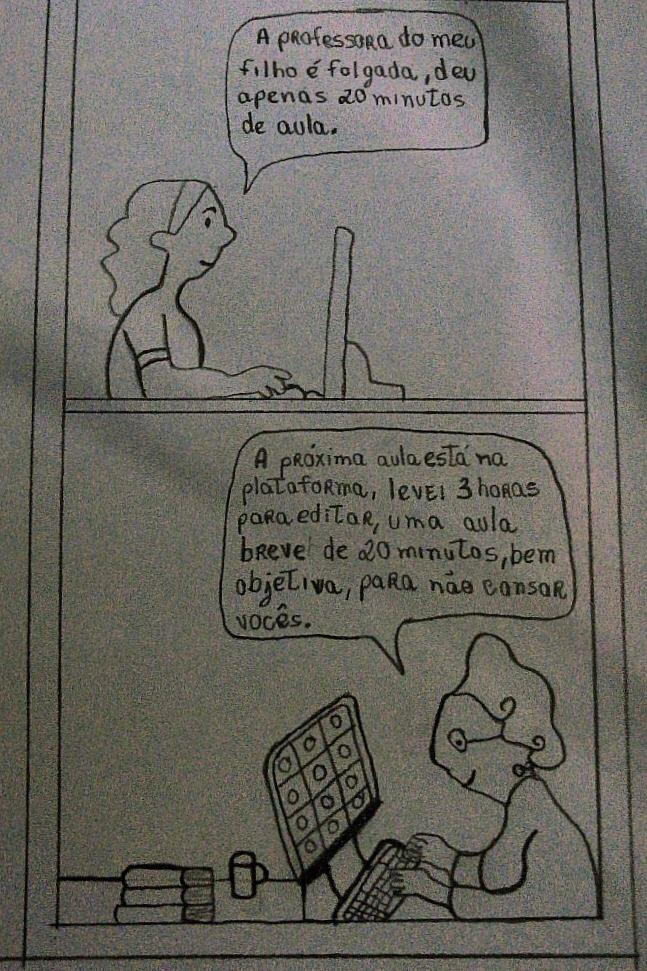 A professora do meu
filho é folgada, deu
apenas 20 minutos
de aula.
A próxima aula está na
plataforma, levei 3 horas
para editar, uma aula
breve de 20 minutos, bem
objetiva, para não cansar
vocês.